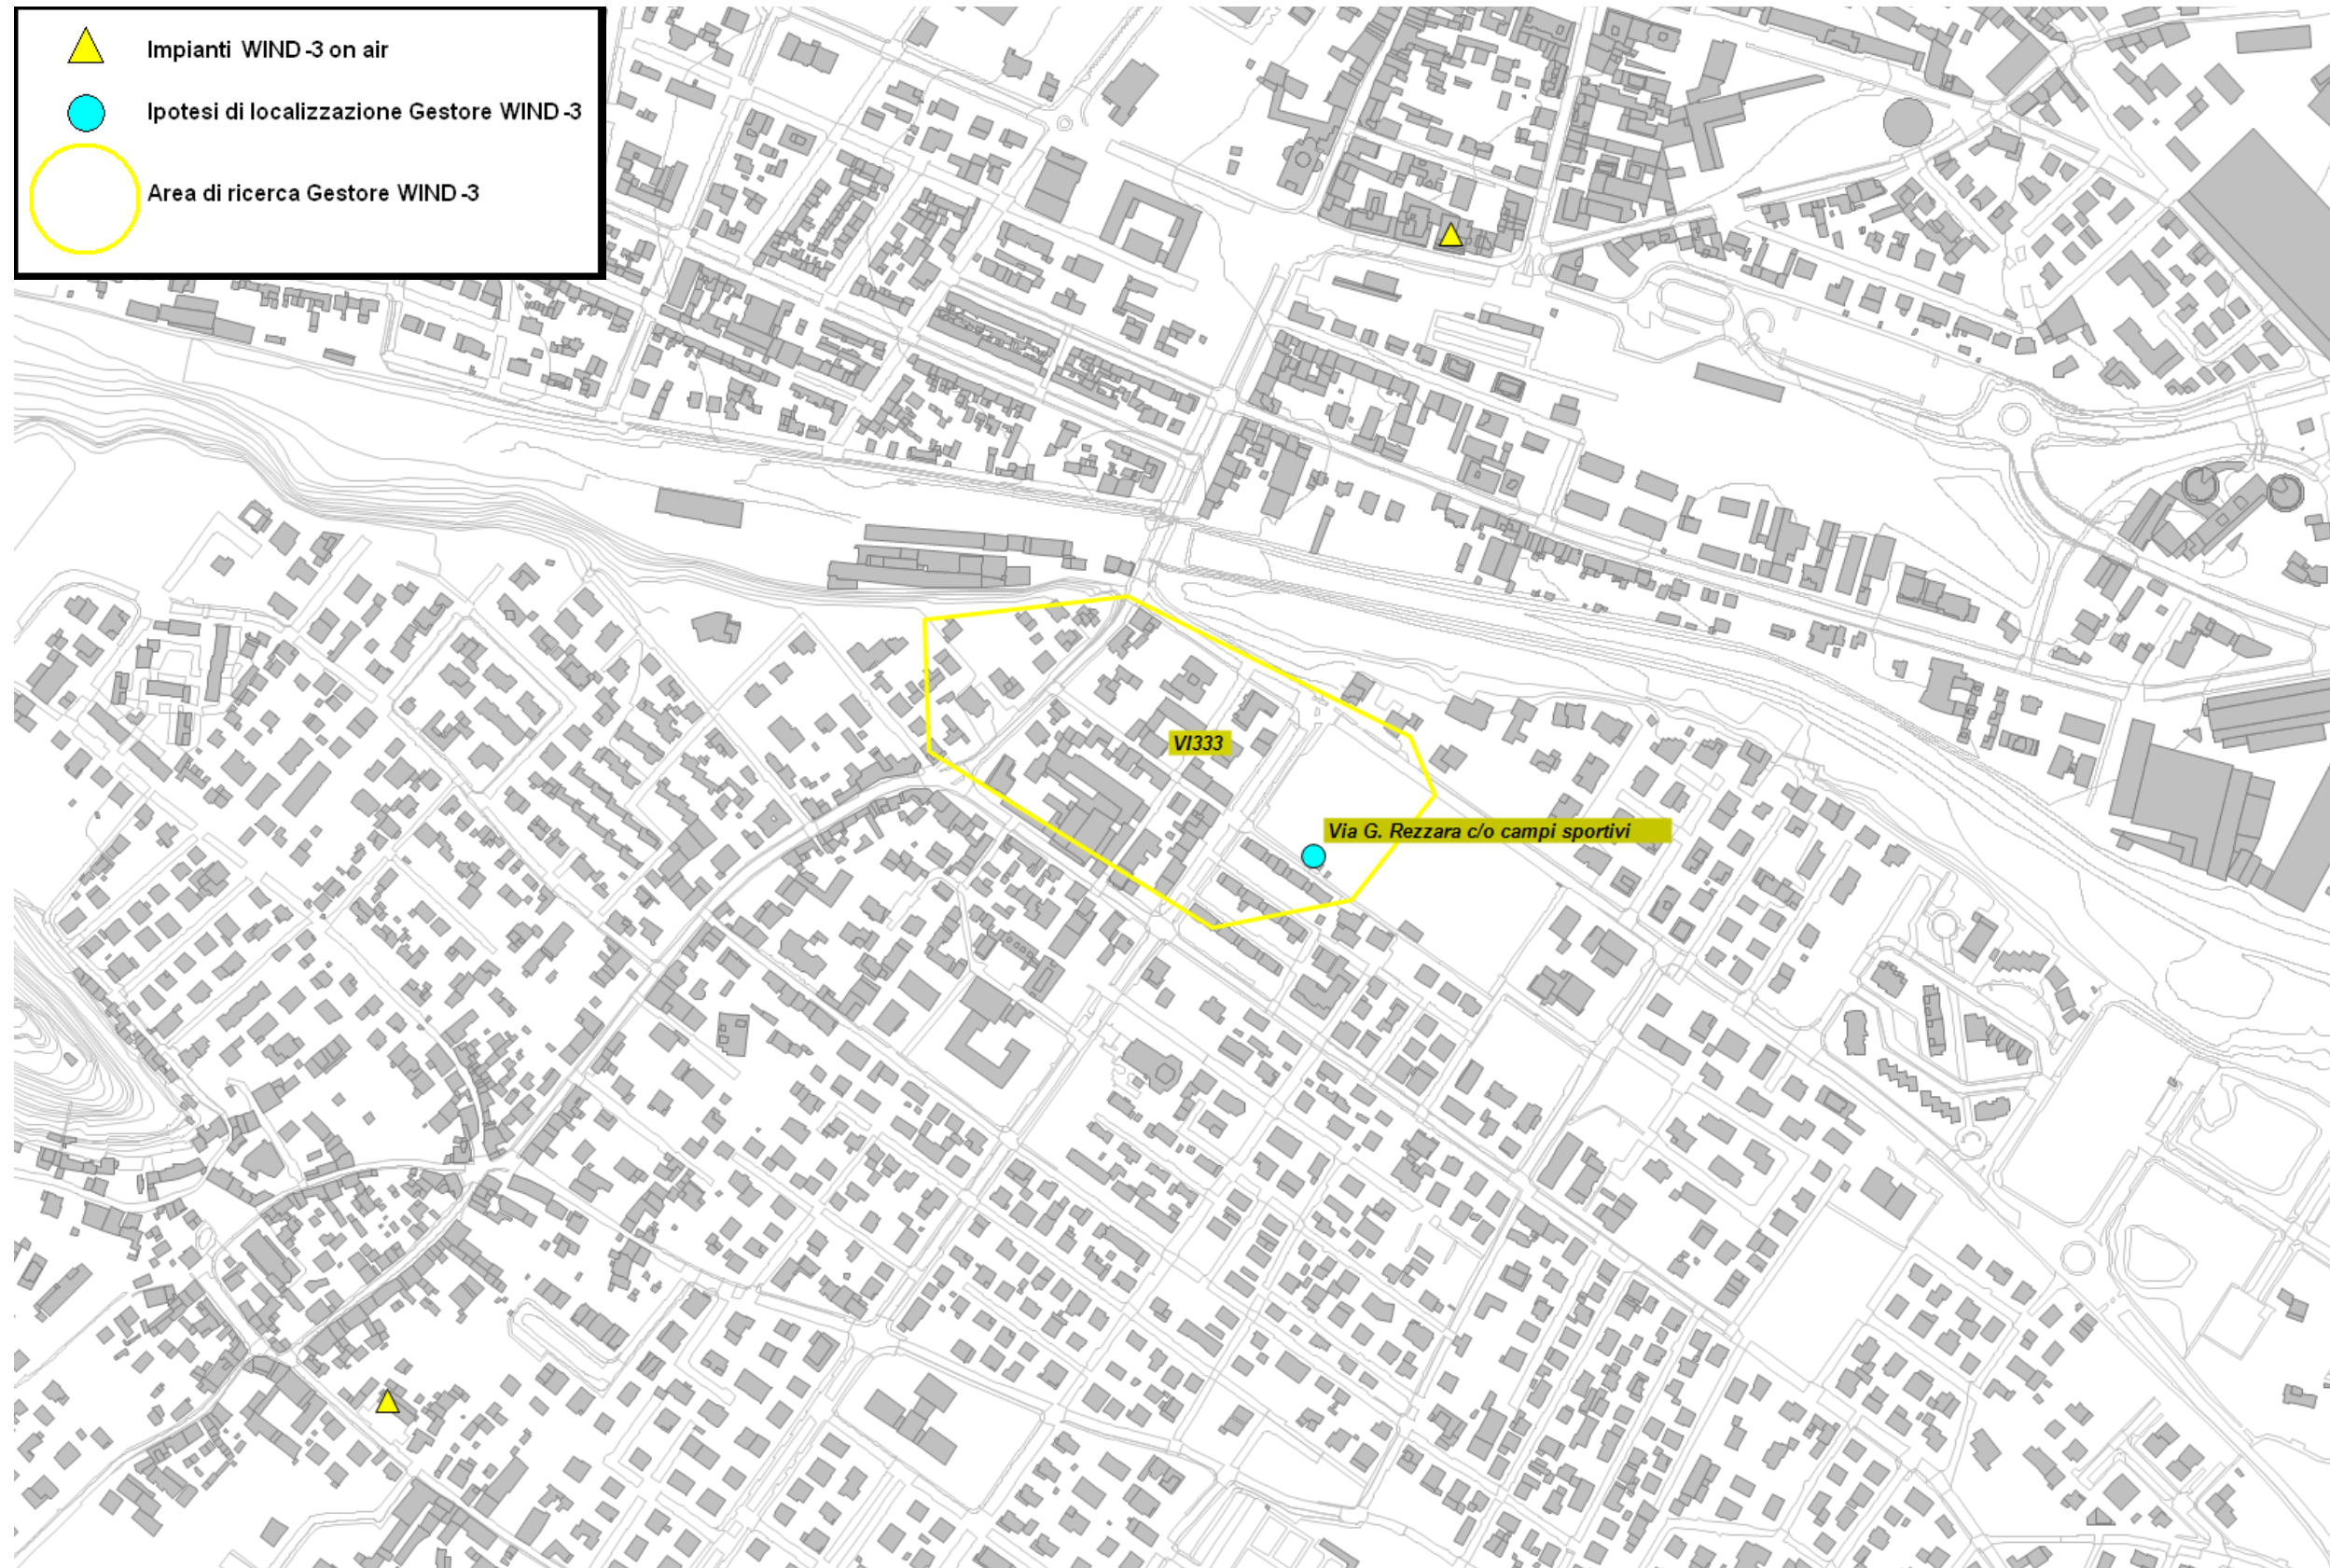 Impianti WIND-3 on air
Ipotesi di localizzazione Gestore WIND-3
Area di ricerca Gestore WIND-3
VI333
Via G. Rezzara c/o campi sportivi